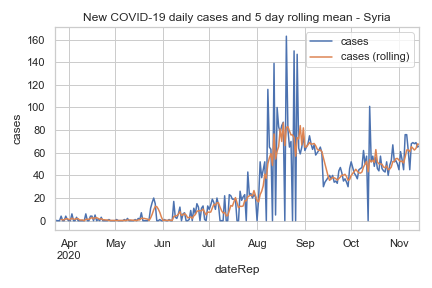 New COVID-19 daily cases and 5 day rolling mean - Syria
cases
cases (rolling)
160
140
120
100
80
60
40
20
0
cases
Apr
2020
May
Jun
Jul
Aug
Sep
Oct
Nov
dateRep